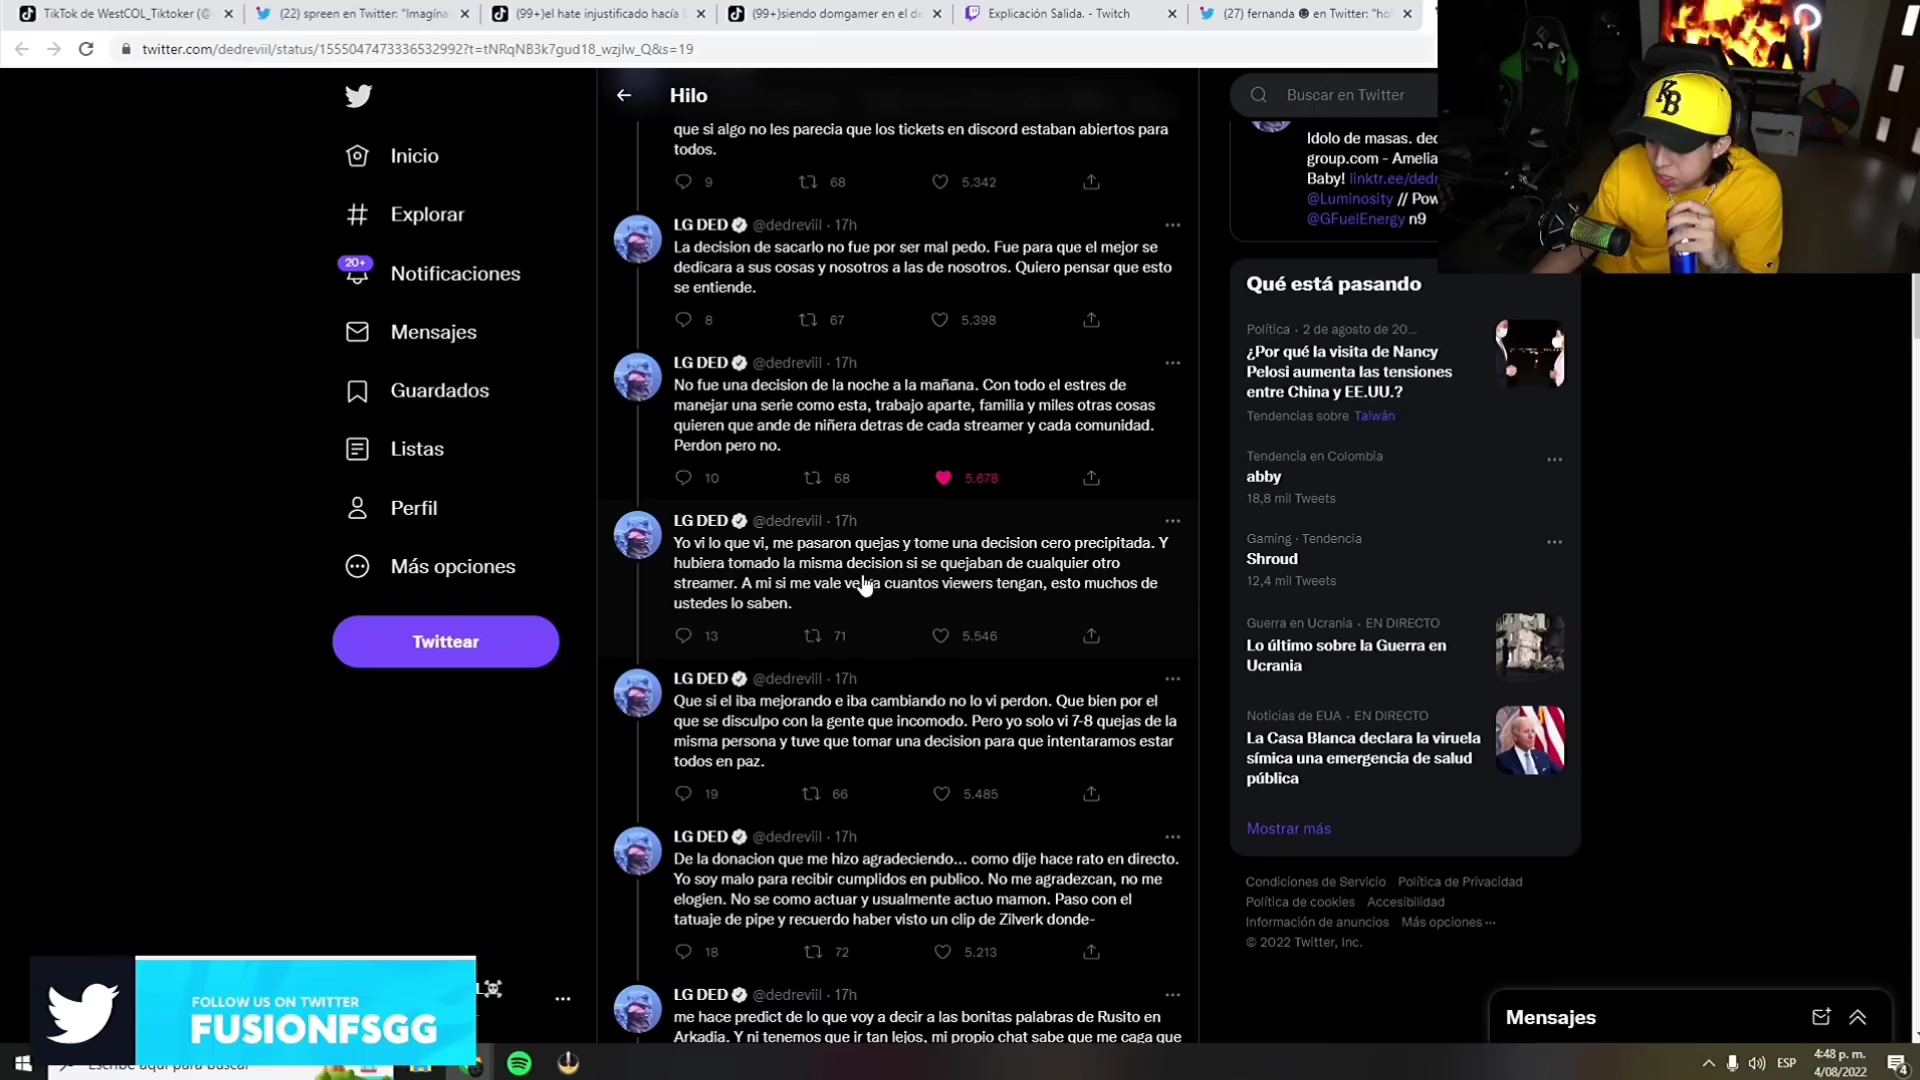 TikTok de WestCOL_Tiktoker (@
(22) spreen en Twitter: "Imagína
(99+)el hate injustificado hacía
(99+)siendo domgamer en el de
Explicación Salida. - Twitch
(27) fernanda ☻ en Twitter: "hol
twitter.com/dedreviil/status/1555047473336532992?t=tNRqNB3k7gud18_wzjlw_Q&s=19
Inicio
Explorar
20+
Notificaciones
Mensajes
Guardados
Listas
Perfil
Más opciones
Twittear
Hilo
que si algo no les parecia que los tickets en discord estaban abiertos para
todos.
9 68 5.342
LG DED @dedreviil · 17h
La decision de sacarlo no fue por ser mal pedo. Fue para que el mejor se
dedicara a sus cosas y nosotros a las de nosotros. Quiero pensar que esto
se entiende.
8 67 5.398
LG DED @dedreviil · 17h
No fue una decision de la noche a la mañana. Con todo el estres de
manejar una serie como esta, trabajo aparte, familia y miles otras cosas
quieren que ande de niñera detras de cada streamer y cada comunidad.
Perdon pero no.
10 68 5.678
LG DED @dedreviil · 17h
Yo vi lo que vi, me pasaron quejas y tome una decision cero precipitada. Y
hubiera tomado la misma decision si se quejaban de cualquier otro
streamer. A mi si me vale cuantos viewers tengan, esto muchos de
ustedes lo saben.
13 71 5.546
LG DED @dedreviil · 17h
Que si el iba mejorando e iba cambiando no lo vi perdon. Que bien por el
que se disculpo con la gente que incomodo. Pero yo solo vi 7-8 quejas de la
misma persona y tuve que tomar una decision para que intentaramos estar
todos en paz.
19 66 5.485
LG DED @dedreviil · 17h
De la donacion que me hizo agradeciendo... como dije hace rato en directo.
Yo soy malo para recibir cumplidos en publico. No me agradezcan, no me
elogien. No se como actuar y usualmente actuo mamon. Paso con el
tatuaje de pipe y recuerdo haber visto un clip de Zilverk donde-
18 72 5.213
LG DED @dedreviil · 17h
me hace predict de lo que voy a decir a las bonitas palabras de Rusito en
Arkadia. Y ni tenemos que ir tan lejos, mi propio chat sabe que me caga que
Buscar en Twitter
Idolo de masas. ded
group.com - Amelia
Baby! linktr.ee/dedr
@Luminosity // Pow
@GFuelEnergy n9
Qué está pasando
Política · 2 de agosto de 20...
¿Por qué la visita de Nancy
Pelosi aumenta las tensiones
entre China y EE.UU.?
Tendencias sobre Taiwán
Tendencia en Colombia
abby
18,8 mil Tweets
Gaming · Tendencia
Shroud
12,4 mil Tweets
Guerra en Ucrania · EN DIRECTO
Lo último sobre la Guerra en
Ucrania
Noticias de EUA · EN DIRECTO
La Casa Blanca declara la viruela
símica una emergencia de salud
pública
Mostrar más
Condiciones de Servicio Política de Privacidad
Política de cookies Accesibilidad
Información de anuncios Más opciones ···
© 2022 Twitter, Inc.
Mensajes
KB
FOLLOW US ON TWITTER
FUSIONFSGG
Escribe aquí para buscar
ESP
4:48 p. m.
4/08/2022
4